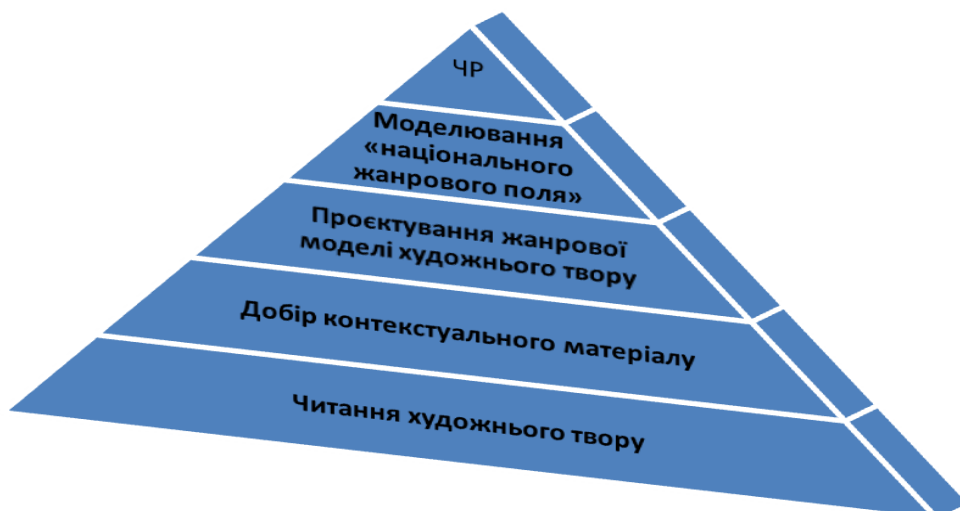 ЧР
Моделювання
«національного
жанрового поля»
Проєктування жанрової
моделі художнього твору
Добір контекстуального матеріалу
Читання художнього твору